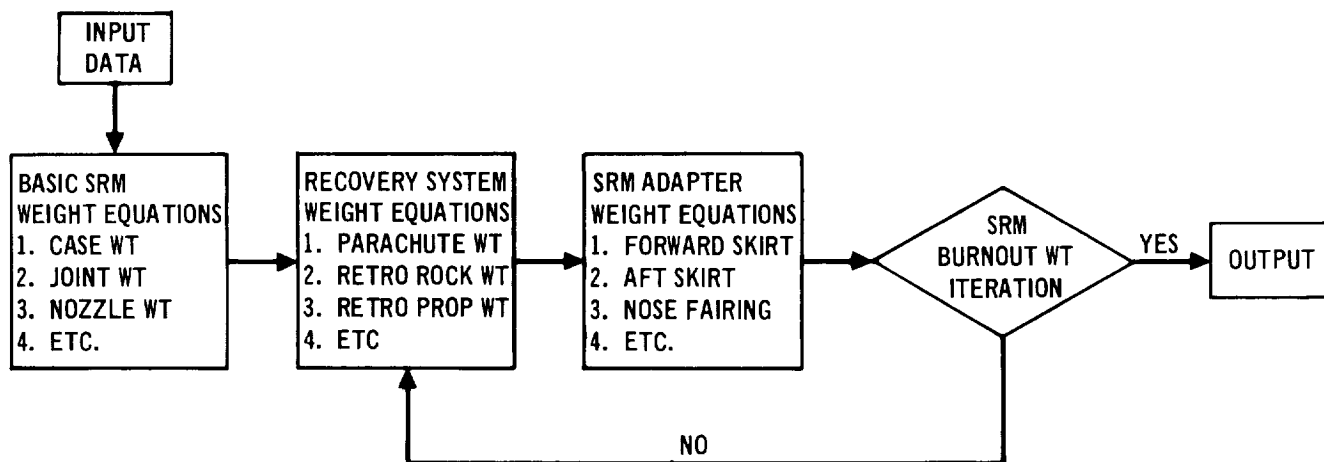 INPUT
DATA
BASIC SRM
WEIGHT EQUATIONS
1. CASE WT
2. JOINT WT
3. NOZZLE WT
4. ETC.
RECOVERY SYSTEM
WEIGHT EQUATIONS
1. PARACHUTE WT
2. RETRO ROCK WT
3. RETRO PROP WT
4. ETC
SRM ADAPTER
WEIGHT EQUATIONS
1. FORWARD SKIRT
2. AFT SKIRT
3. NOSE FAIRING
4. ETC.
SRM
BURNOUT WT
ITERATION
YES
OUTPUT
NO